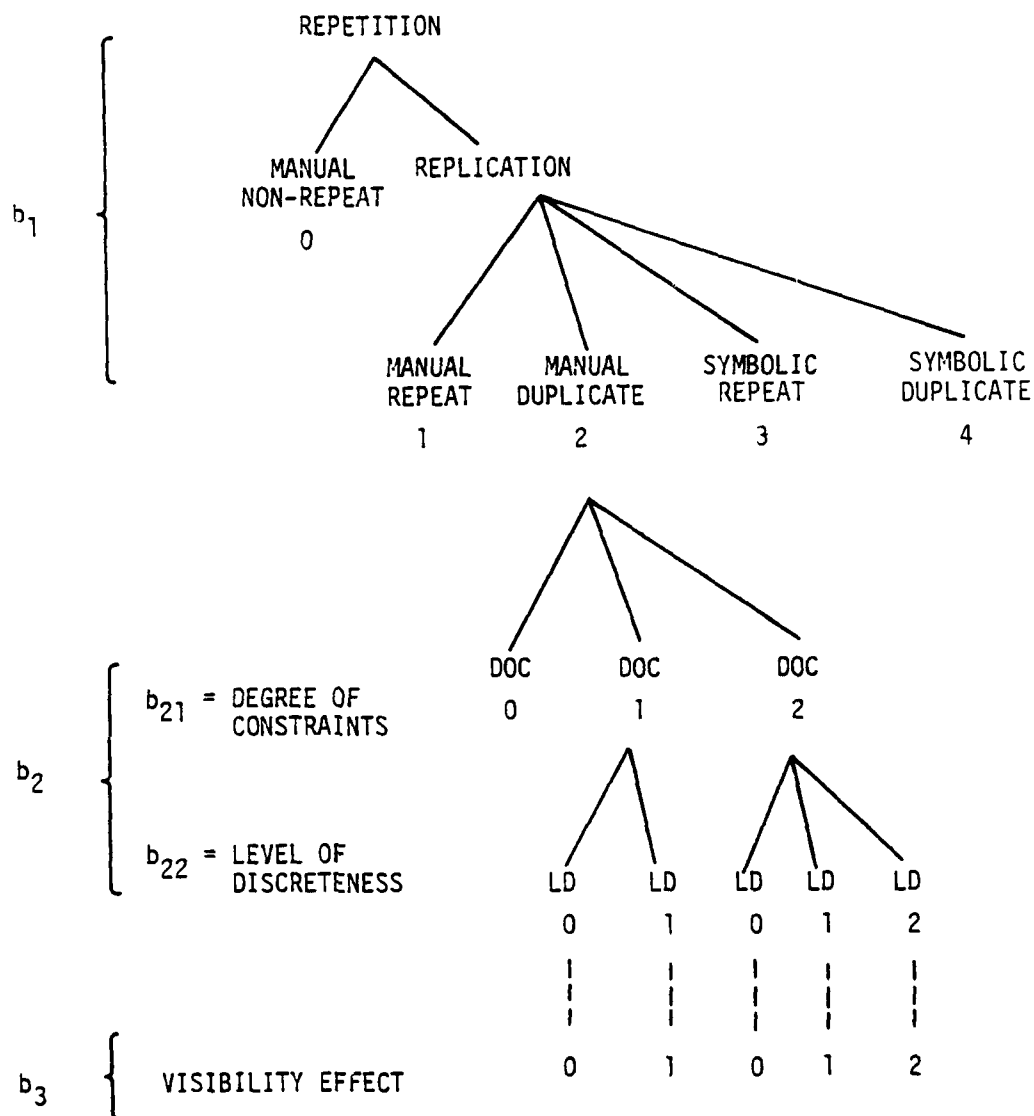 REPETITION
MANUAL
NON-REPEAT
REPLICATION
0
b1
MANUAL
REPEAT
MANUAL
DUPLICATE
SYMBOLIC
REPEAT
SYMBOLIC
DUPLICATE
1 2 3 4
DOC DOC DOC
0 1 2
b21 = DEGREE OF
CONSTRAINTS
b2
b22 = LEVEL OF
DISCRETENESS
LD LD LD LD LD
0 1 0 1 2
0 1 0 1 2
b3
VISIBILITY EFFECT